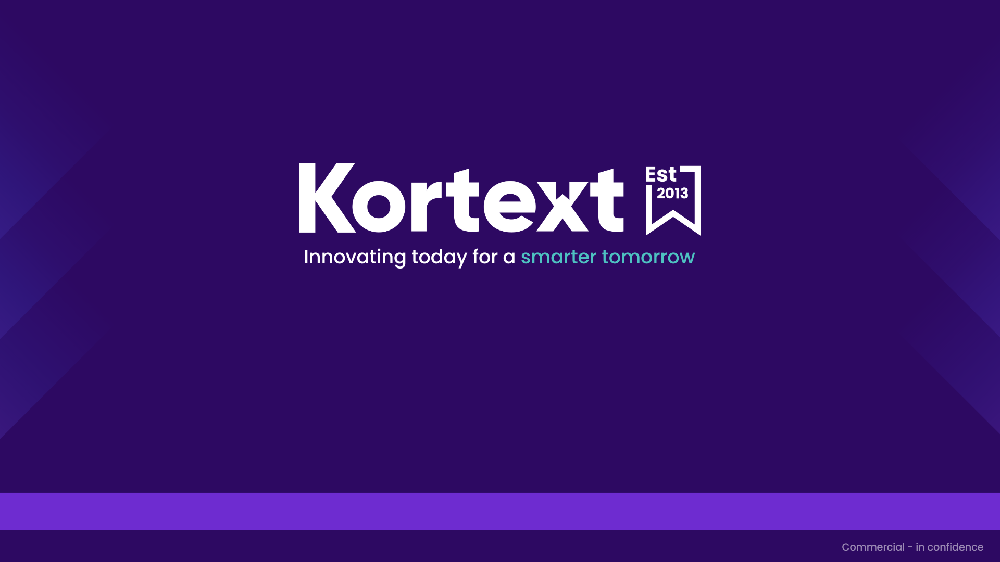 Kortext
Est
2013
Innovating today for a smarter tomorrow
Commercial - in confidence